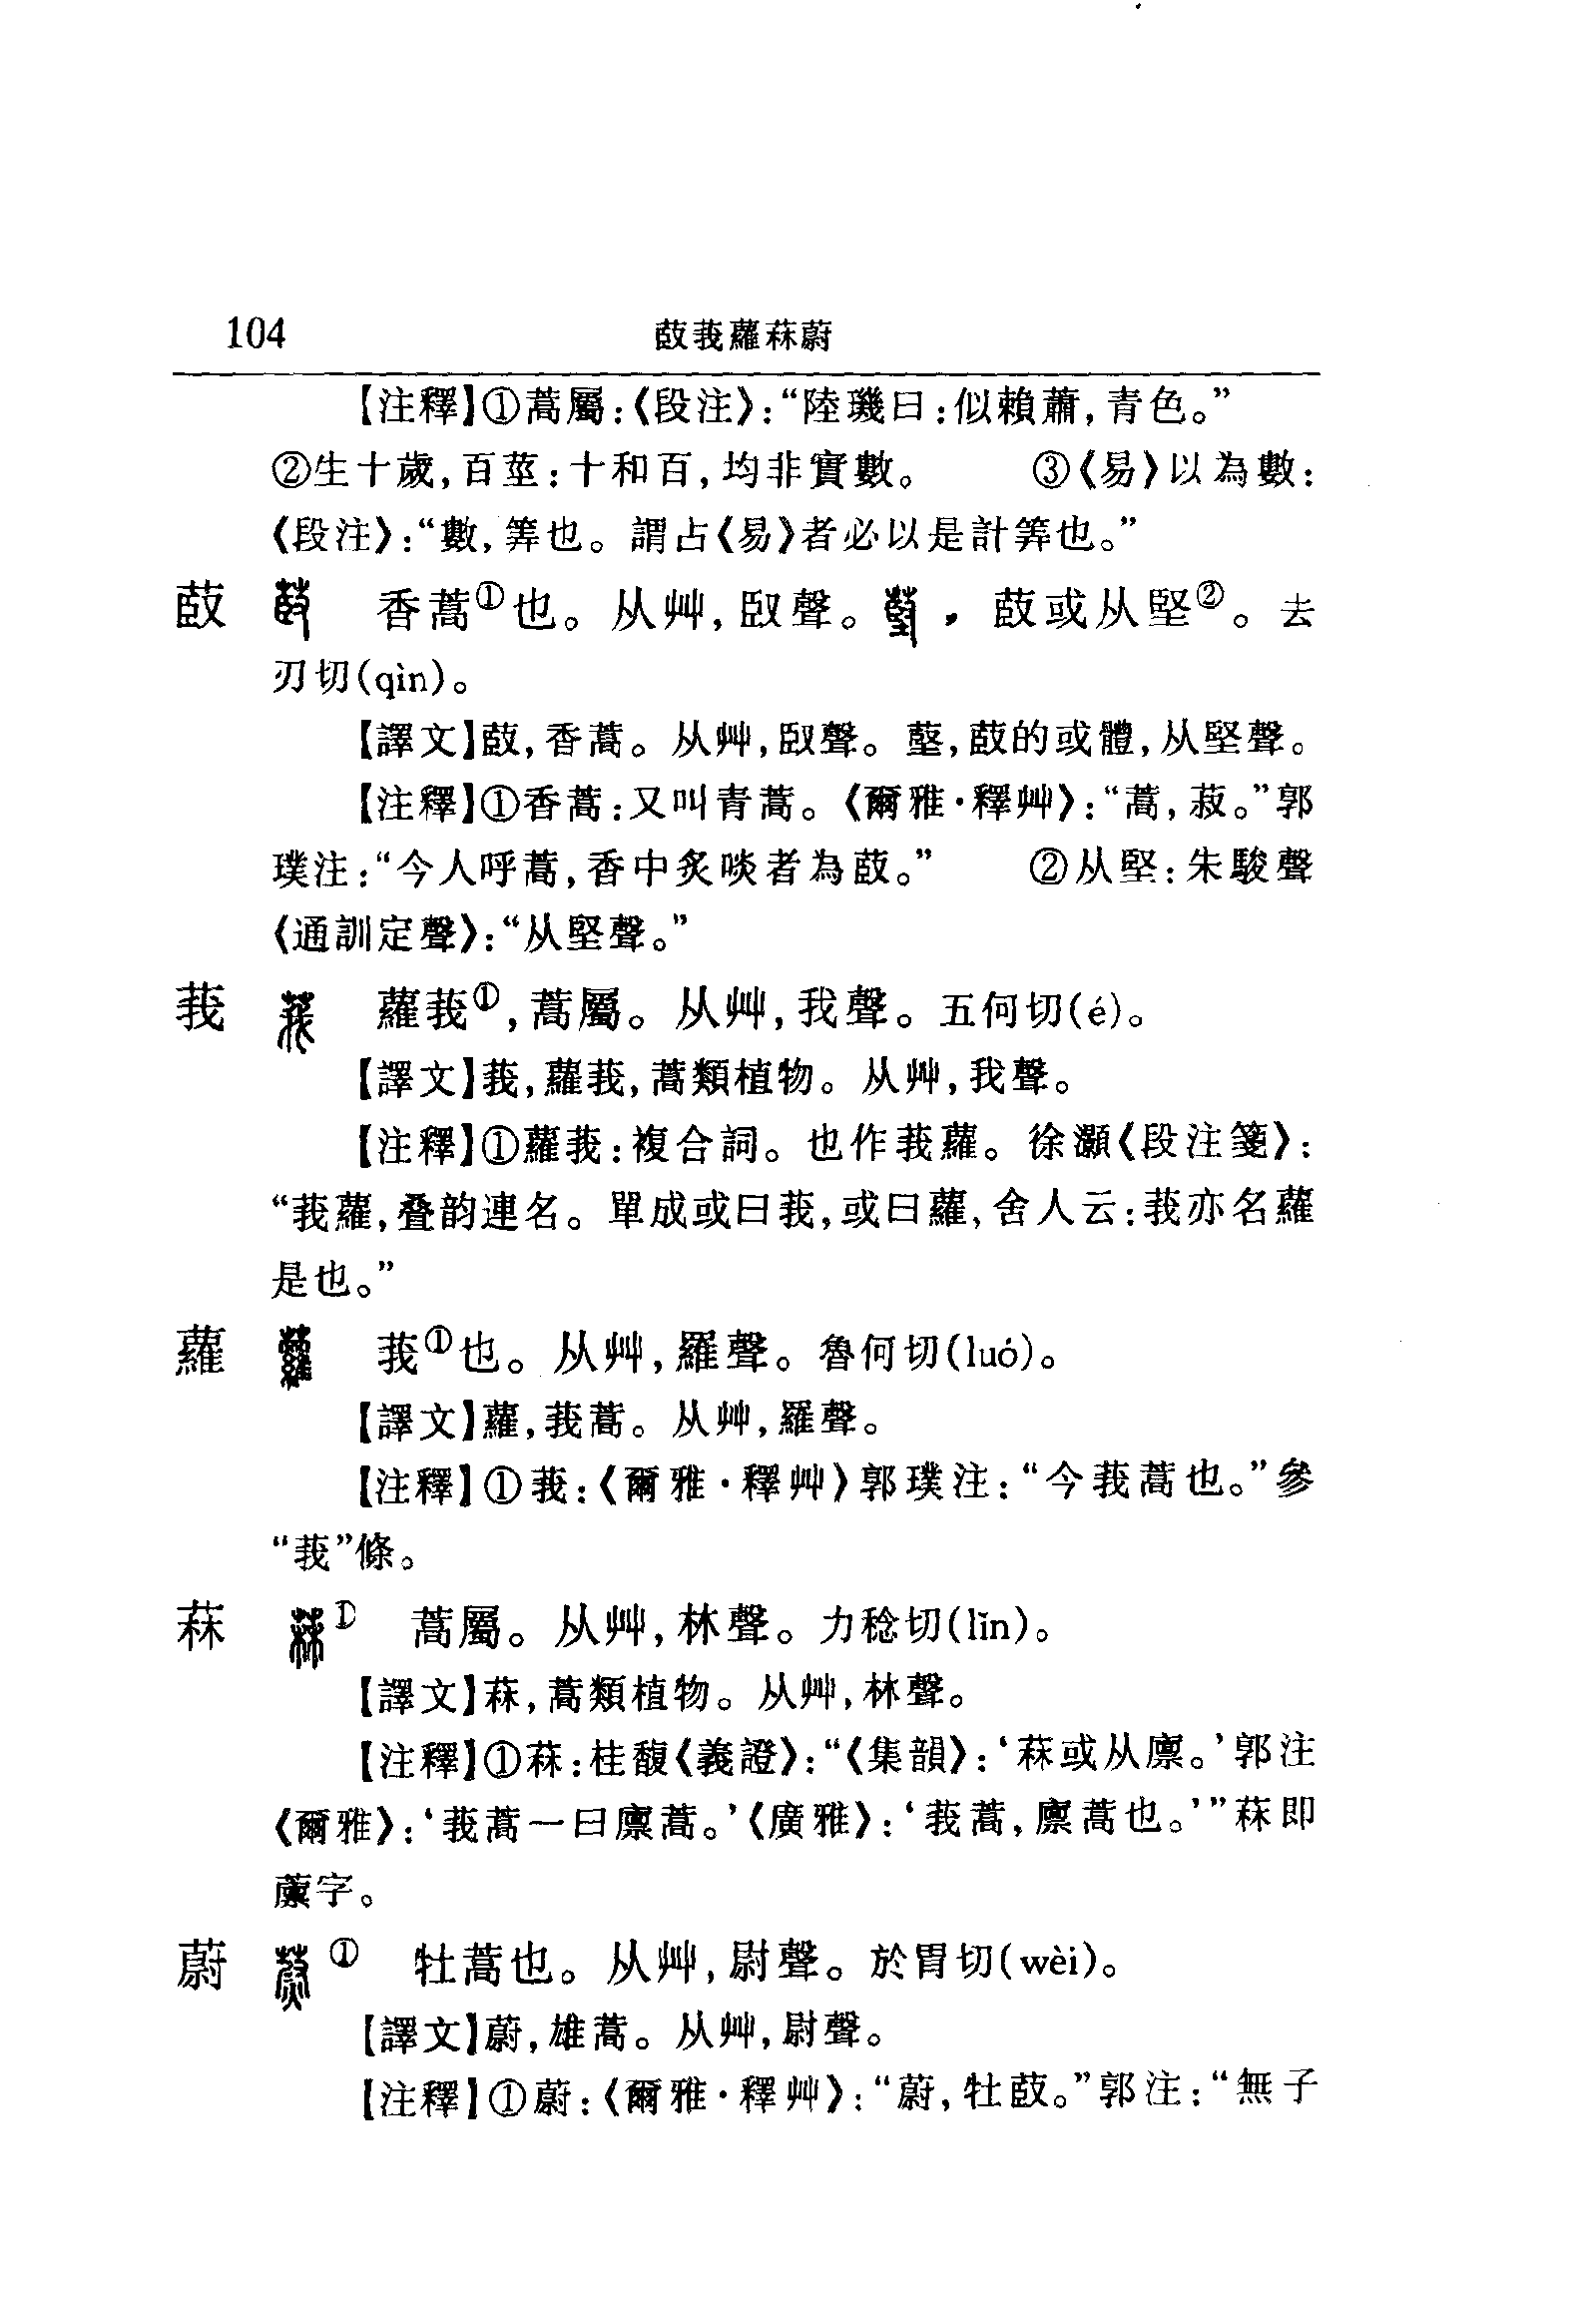 104 菣莪蘿菻蔚
【注釋】①蒿屬:《段注》:“陸璣曰:似賴蕭,青色。”
②生十歲,百莖:十和百,均非實數。 ③《易》以為數:
《段注》:“數,筭也。謂占《易》者必以是計筭也。”
菣 香蒿①也。从艸,臤聲。,菣或从堅②。去
刃切(qìn)。
【譯文】菣,香蒿。从艸,臤聲。䕙,菣的或體,从堅聲。
【注釋】①香蒿:又叫青蒿。《爾雅·釋艸》:“蒿,菽。”郭
璞注:“今人呼蒿,香中炙啖者為菣。” ②从堅:朱駿聲
《通訓定聲》:“从堅聲。”
莪 蘿莪①,蒿屬。从艸,我聲。五何切(é)。
【譯文】莪,蘿莪,蒿類植物。从艸,我聲。
【注釋】①蘿莪:複合詞。也作莪蘿。徐灝《段注箋》:
“莪蘿,叠韵連名。單成或曰莪,或曰蘿,舍人云:莪亦名蘿
是也。”
蘿 莪①也。从艸,羅聲。魯何切(luó)。
【譯文】蘿,莪蒿。从艸,羅聲。
【注釋】①莪:《爾雅·釋艸》郭璞注:“今莪蒿也。”參
“莪”條。
菻 ① 蒿屬。从艸,林聲。力稔切(lǐn)。
【譯文】菻,蒿類植物。从艸,林聲。
【注釋】①菻:桂馥《義證》:“《集韻》:‘菻或从廪。’郭注
《爾雅》:‘莪蒿一曰廪蒿。’《廣雅》:‘莪蒿,廪蒿也。’”菻即
藁字。
蔚 ① 牡蒿也。从艸,尉聲。於胃切(wèi)。
【譯文】蔚,雄蒿。从艸,尉聲。
【注釋】①蔚:《爾雅·釋艸》:“蔚,牡菣。”郭注:“無子